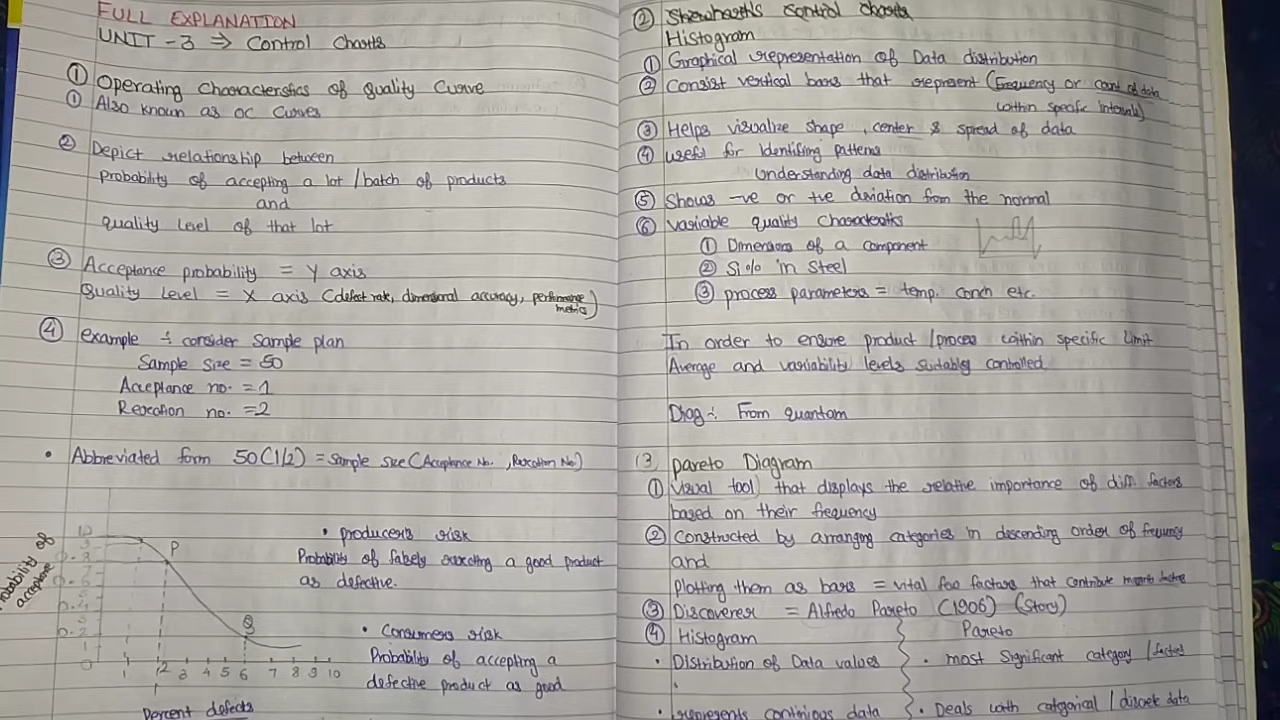 FULL EXPLANATION
UNIT - 3 ⇒ Control Charts
① Operating Characterstics of quality Curve
① Also known as OC Curves
② Depict relationship between
probability of accepting a lot / batch of products
and
quality level of that lot
③ Acceptance probability = Y axis
Quality Level = X axis (defect rate, dimensional accuracy, performance
metrics)
④ Example ÷ consider Sample plan
Sample size = 50
Acceptance no. = 1
Rexcation no. = 2
• Abbreviated form 50(1/2) = Sample size (Acceptance No., Rexcation No)
• producer's risk
Probability of falsely rexecting a good product
as defective.
• Consumers risk
Probability of accepting a
defective product as good
Probability of
acceptance
P
Q
0
1 2 3 4 5 6 7 8 9 10
Percent defects
② Shewharth's Control charts
Histogram
① Graphical representation of Data distribution
② Consist vertical bars that represent (Frequency or count of data
within specific intervals)
③ Helps visualize shape, center & spread of data
④ useful for Identifing patterns
Understanding data distribution
⑤ Shows -ve or +ve deviation from the normal
⑥ Variable quality Characterstics
① Dimensions of a component
② Si% in Steel
③ process parameters = temp. conch etc.
In order to ensure product / process within specific limit
Average and variability levels suitably controlled
Diag ÷ From quantam
(3) pareto Diagram
① Visual tool that displays the relative importance of diff. factors
based on their frequency
② Constructed by arranging categories in descending order of frequency
and
Plotting them as bars = vital few factors that contribute
③ Discoverer = Alfredo Pareto (1906) (Story)
④ Histogram Pareto
• Distribution of Data values • most Significant category / factor
• represents continious data • Deals with catgorical / discrete data